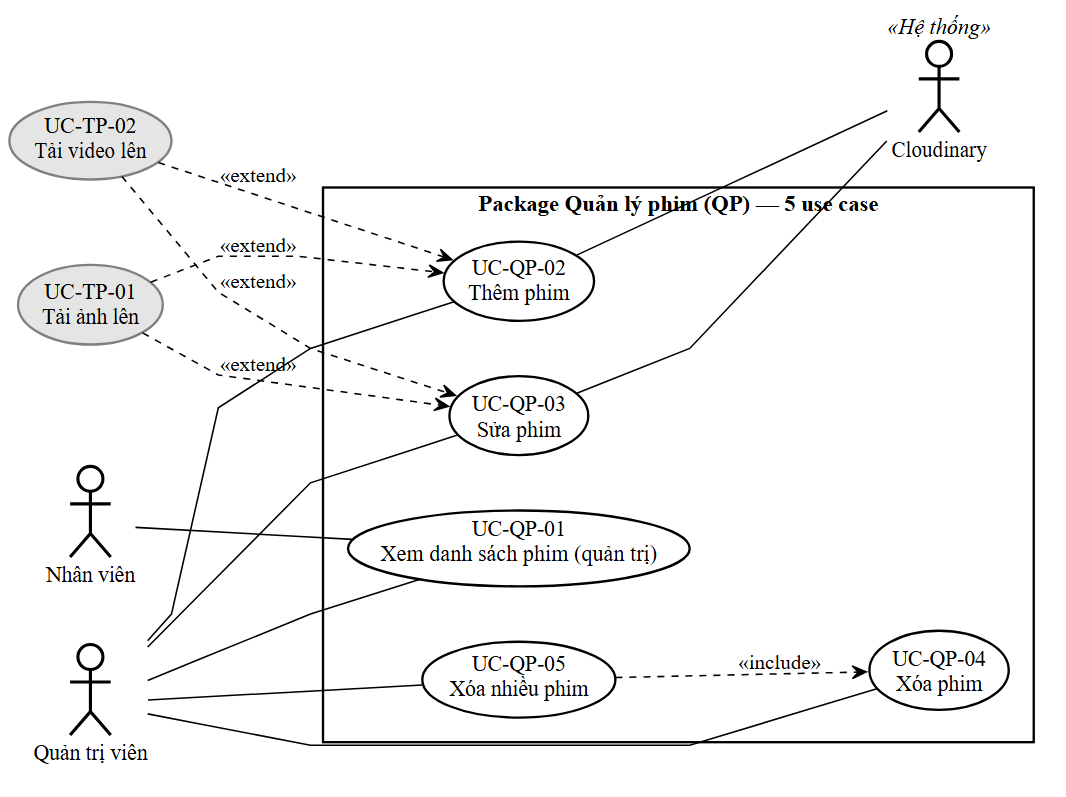 «Hệ thống»
Cloudinary
UC-TP-02
Tải video lên
«extend»
Package Quản lý phim (QP) — 5 use case
«extend»
UC-QP-02
Thêm phim
UC-TP-01
Tải ảnh lên
«extend»
«extend»
UC-QP-03
Sửa phim
Nhân viên
UC-QP-01
Xem danh sách phim (quản trị)
Quản trị viên
UC-QP-05
Xóa nhiều phim
«include»
UC-QP-04
Xóa phim